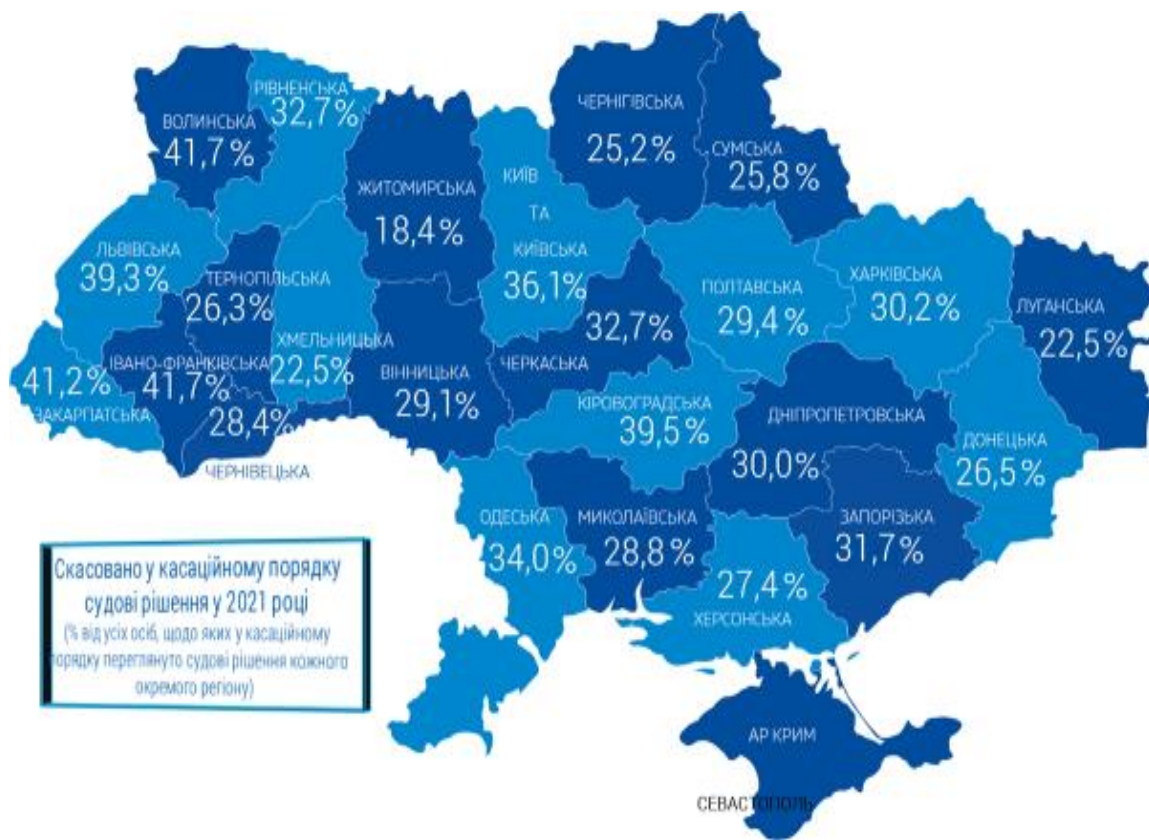 РІВНЕНСЬКА
32,7%
ВОЛИНСЬКА
41,7%
ЖИТОМИРСЬКА
18,4%
КИЇВ
ТА
КИЇВСЬКА
36,1%
ЧЕРНІГІВСЬКА
25,2%
СУМСЬКА
25,8%
ЛЬВІВСЬКА
39,3%
ТЕРНОПІЛЬСЬКА
26,3%
ХМЕЛЬНИЦЬКА
22,5%
ВІННИЦЬКА
29,1%
32,7%
ЧЕРКАСЬКА
ПОЛТАВСЬКА
29,4%
ХАРКІВСЬКА
30,2%
ЛУГАНСЬКА
22,5%
41,2%
ЗАКАРПАТСЬКА
ІВАНО-ФРАНКІВСЬКА
41,7%
28,4%
ЧЕРНІВЕЦЬКА
КІРОВОГРАДСЬКА
39,5%
ДНІПРОПЕТРОВСЬКА
30,0%
ДОНЕЦЬКА
26,5%
ОДЕСЬКА
34,0%
МИКОЛАЇВСЬКА
28,8%
ЗАПОРІЗЬКА
31,7%
27,4%
ХЕРСОНСЬКА
Скасовано у касаційному порядку
судові рішення у 2021 році
(% від усіх осіб, щодо яких у касаційному
порядку переглянуто судові рішення кожного
окремого регіону)
АР КРИМ
СЕВАСТОПОЛЬ